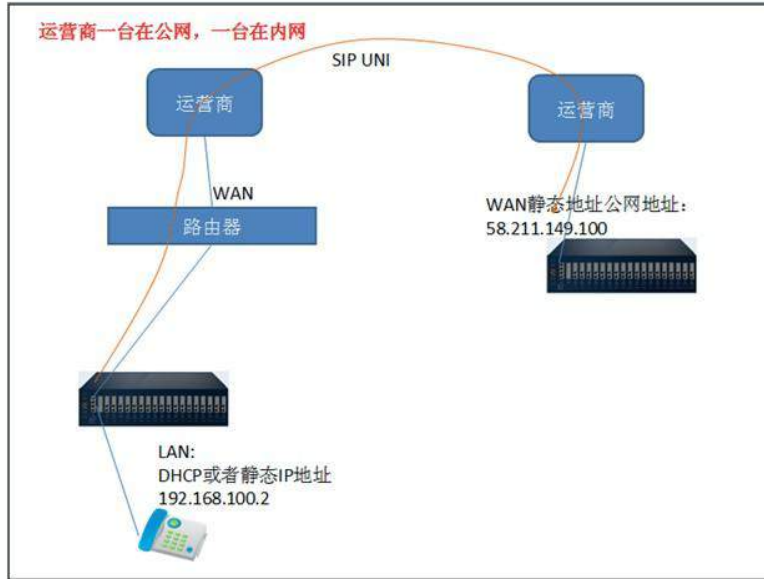 运营商一台在公网，一台在内网
SIP UNI
运营商
运营商
WAN
路由器
WAN静态地址公网地址：
58.211.149.100
LAN:
DHCP或者静态IP地址
192.168.100.2